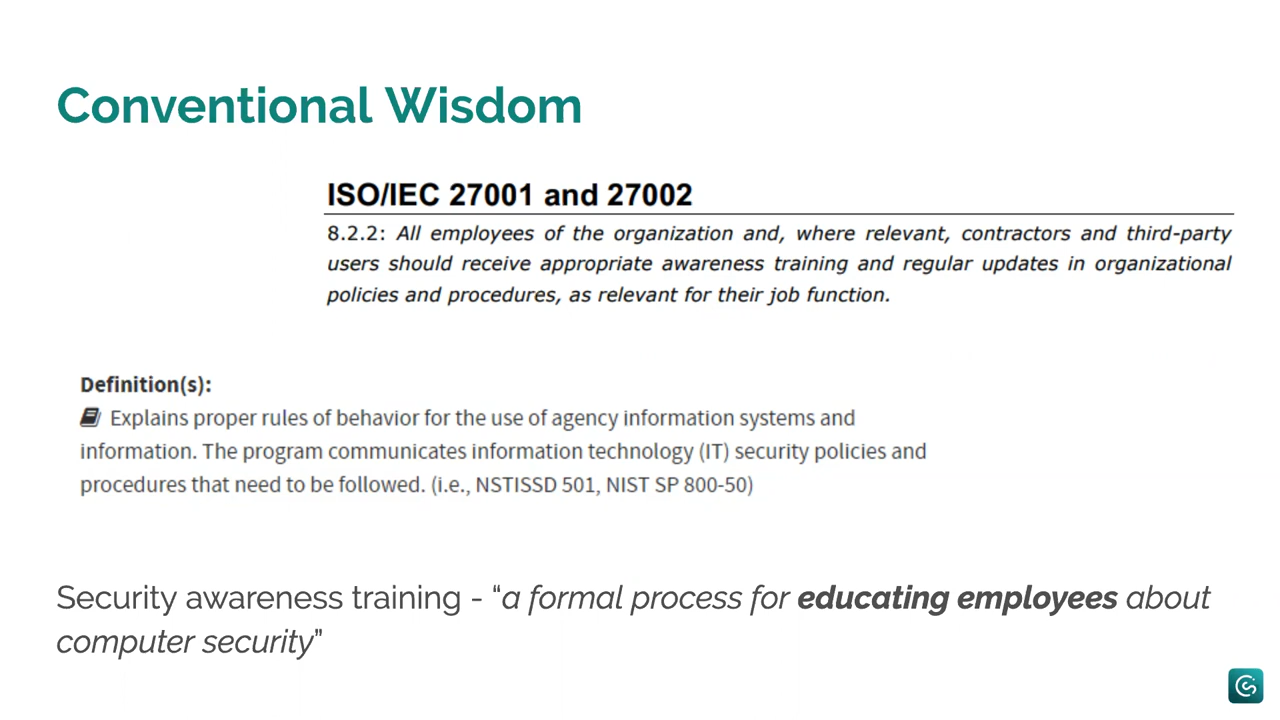 Conventional Wisdom
ISO/IEC 27001 and 27002
8.2.2: All employees of the organization and, where relevant, contractors and third-party
users should receive appropriate awareness training and regular updates in organizational
policies and procedures, as relevant for their job function.
Definition(s):
Explains proper rules of behavior for the use of agency information systems and
information. The program communicates information technology (IT) security policies and
procedures that need to be followed. (i.e., NSTISSD 501, NIST SP 800-50)
Security awareness training - “a formal process for educating employees about
computer security”